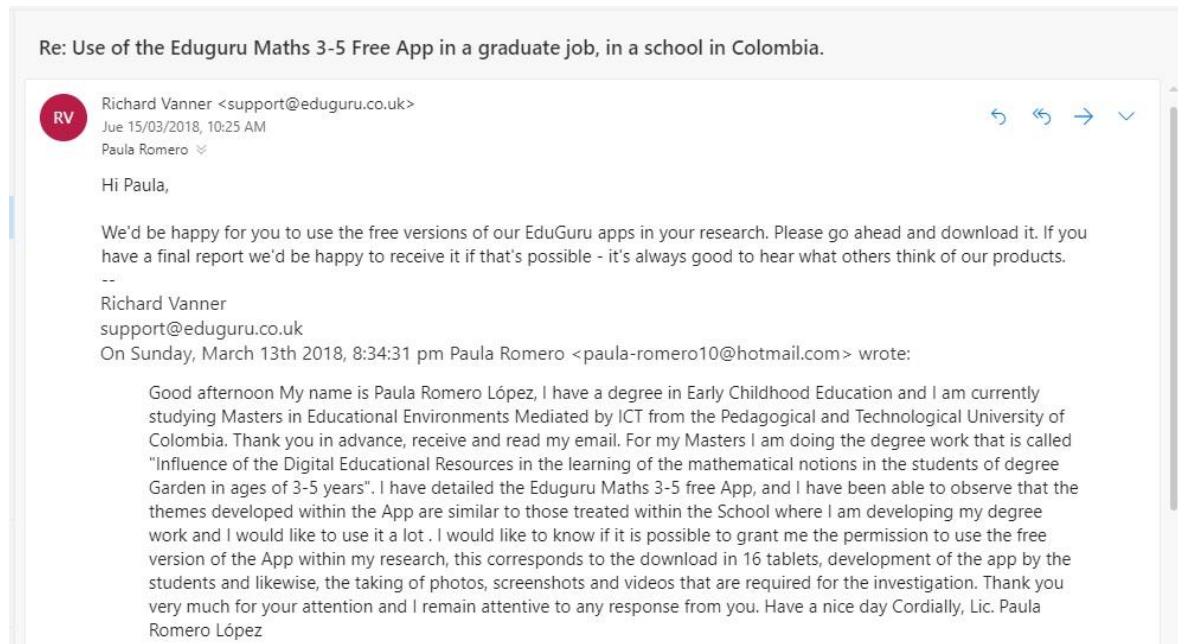 Re: Use of the Eduguru Maths 3-5 Free App in a graduate job, in a school in Colombia.
RV
Richard Vanner <support@eduguru.co.uk>
Jue 15/03/2018, 10:25 AM
Paula Romero
Hi Paula,
We'd be happy for you to use the free versions of our EduGuru apps in your research. Please go ahead and download it. If you
have a final report we'd be happy to receive it if that's possible - it's always good to hear what others think of our products.
--
Richard Vanner
support@eduguru.co.uk
On Sunday, March 13th 2018, 8:34:31 pm Paula Romero <paula-romero10@hotmail.com> wrote:
Good afternoon My name is Paula Romero López, I have a degree in Early Childhood Education and I am currently
studying Masters in Educational Environments Mediated by ICT from the Pedagogical and Technological University of
Colombia. Thank you in advance, receive and read my email. For my Masters I am doing the degree work that is called
"Influence of the Digital Educational Resources in the learning of the mathematical notions in the students of degree
Garden in ages of 3-5 years". I have detailed the Eduguru Maths 3-5 free App, and I have been able to observe that the
themes developed within the App are similar to those treated within the School where I am developing my degree
work and I would like to use it a lot . I would like to know if it is possible to grant me the permission to use the free
version of the App within my research, this corresponds to the download in 16 tablets, development of the app by the
students and likewise, the taking of photos, screenshots and videos that are required for the investigation. Thank you
very much for your attention and I remain attentive to any response from you. Have a nice day Cordially, Lic. Paula
Romero López